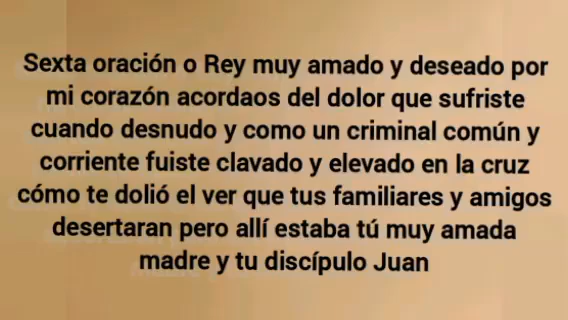 Sexta oración o Rey muy amado y deseado por
mi corazón acordaos del dolor que sufriste
cuando desnudo y como un criminal común y
corriente fuiste clavado y elevado en la cruz
cómo te dolió el ver que tus familiares y amigos
desertaran pero allí estaba tú muy amada
madre y tu discípulo Juan